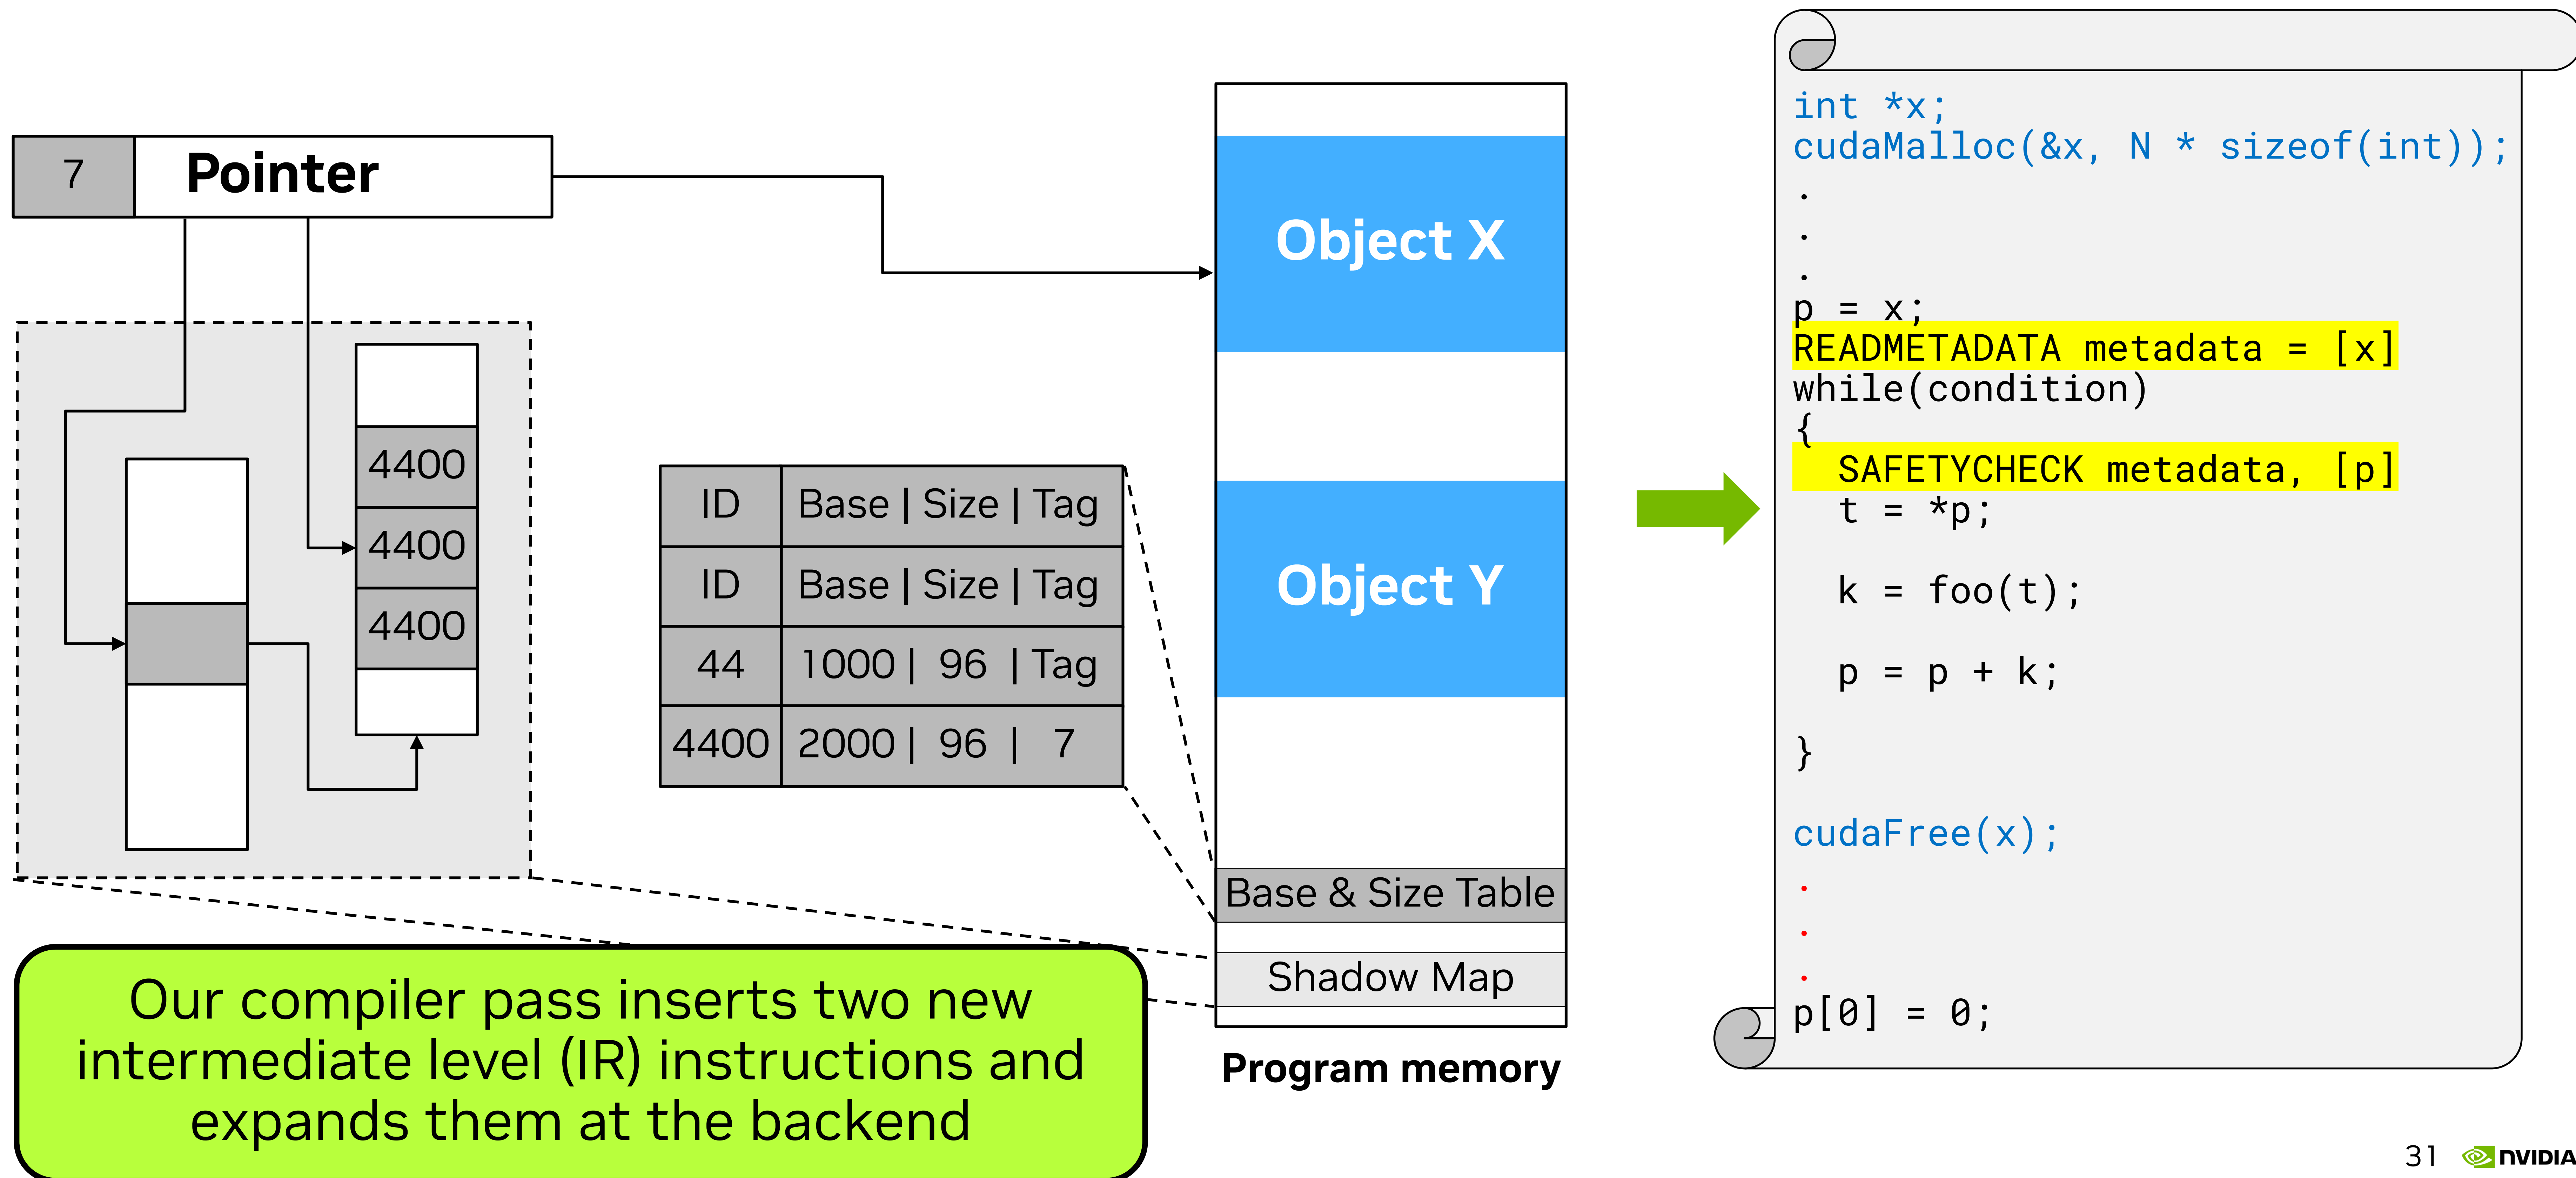 7 Pointer
4400
4400
4400
ID Base | Size | Tag
ID Base | Size | Tag
44 1000 | 96 | Tag
4400 2000 | 96 | 7
Object X
Object Y
Base & Size Table
Shadow Map
Program memory
Our compiler pass inserts two new
intermediate level (IR) instructions and
expands them at the backend
int *x;
cudaMalloc(&x, N * sizeof(int));
.
.
.
p = x;
READMETADATA metadata = [x]
while(condition)
{
SAFETYCHECK metadata, [p]
t = *p;
k = foo(t);
p = p + k;
}
cudaFree(x);
.
.
.
p[0] = 0;
31 NVIDIA